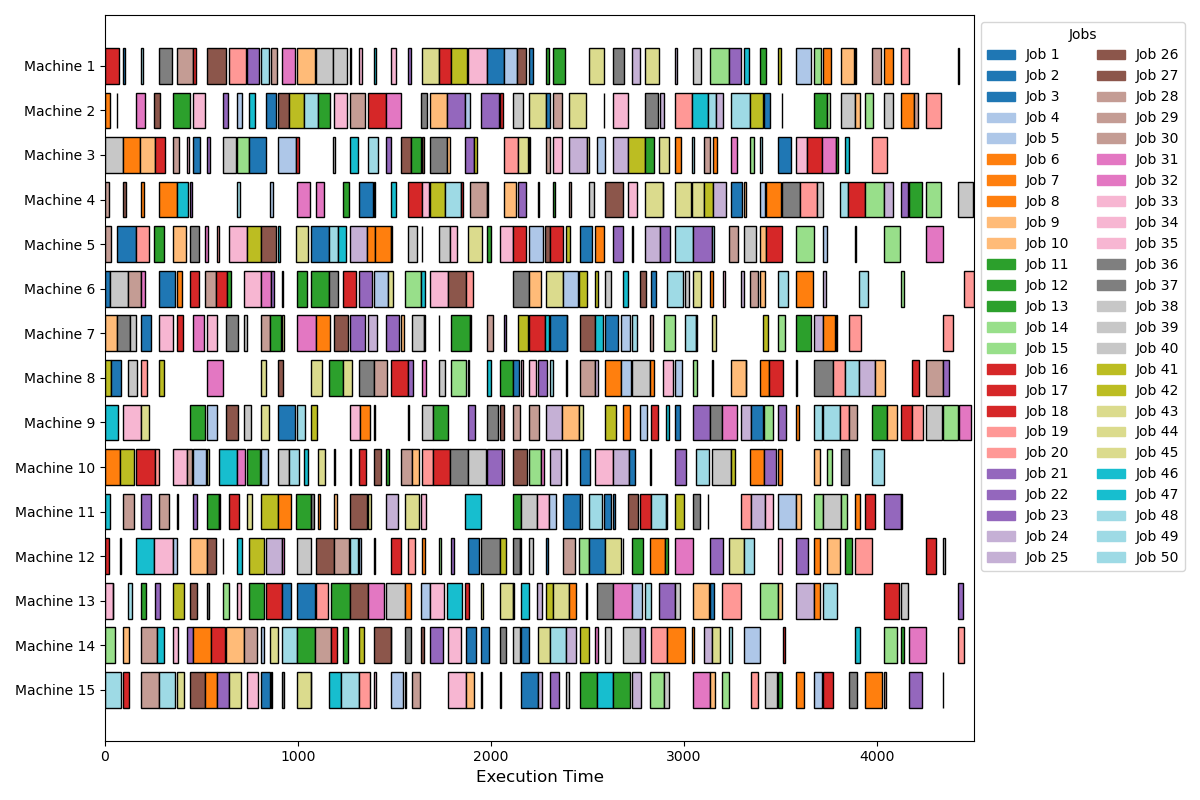 Machine 1
Machine 2
Machine 3
Machine 4
Machine 5
Machine 6
Machine 7
Machine 8
Machine 9
Machine 10
Machine 11
Machine 12
Machine 13
Machine 14
Machine 15
0 1000 2000 3000 4000
Execution Time
Jobs
Job 1
Job 2
Job 3
Job 4
Job 5
Job 6
Job 7
Job 8
Job 9
Job 10
Job 11
Job 12
Job 13
Job 14
Job 15
Job 16
Job 17
Job 18
Job 19
Job 20
Job 21
Job 22
Job 23
Job 24
Job 25
Job 26
Job 27
Job 28
Job 29
Job 30
Job 31
Job 32
Job 33
Job 34
Job 35
Job 36
Job 37
Job 38
Job 39
Job 40
Job 41
Job 42
Job 43
Job 44
Job 45
Job 46
Job 47
Job 48
Job 49
Job 50